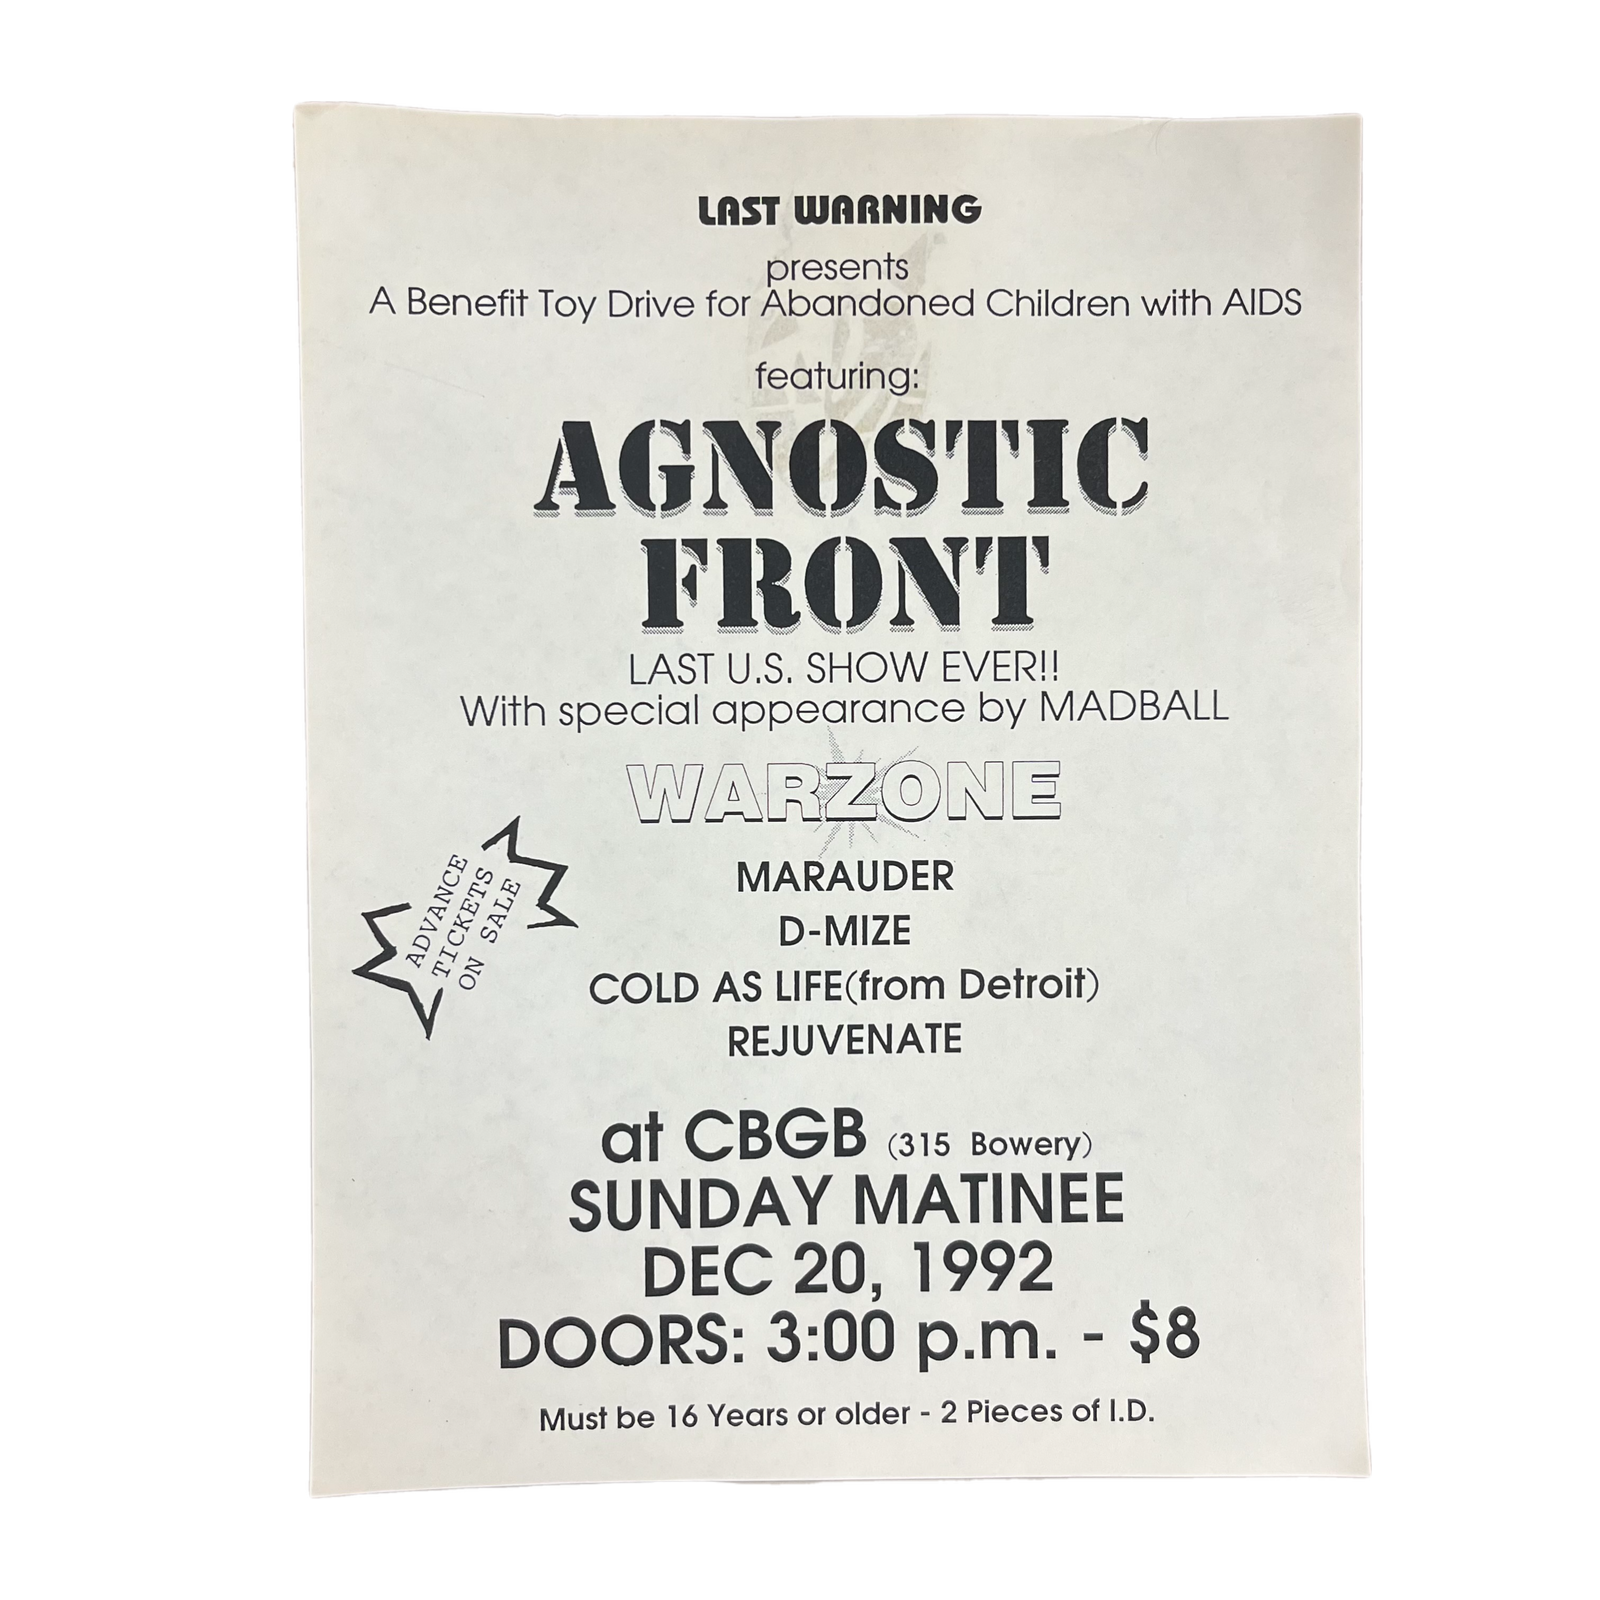 LAST WARNING
presents
A Benefit Toy Drive for Abandoned Children with AIDS
featuring:
AGNOSTIC
FRONT
LAST U.S. SHOW EVER!!
With special appearance by MADBALL
WARZONE
ADVANCE
TICKETS
ON SALE
MARAUDER
D-MIZE
COLD AS LIFE(from Detroit)
REJUVENATE
at CBGB (315 Bowery)
SUNDAY MATINEE
DEC 20, 1992
DOORS: 3:00 p.m. - $8
Must be 16 Years or older - 2 Pieces of I.D.